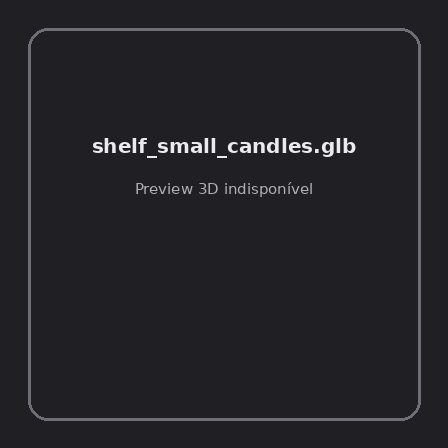 shelf_small_candles.glb
Preview 3D indisponível